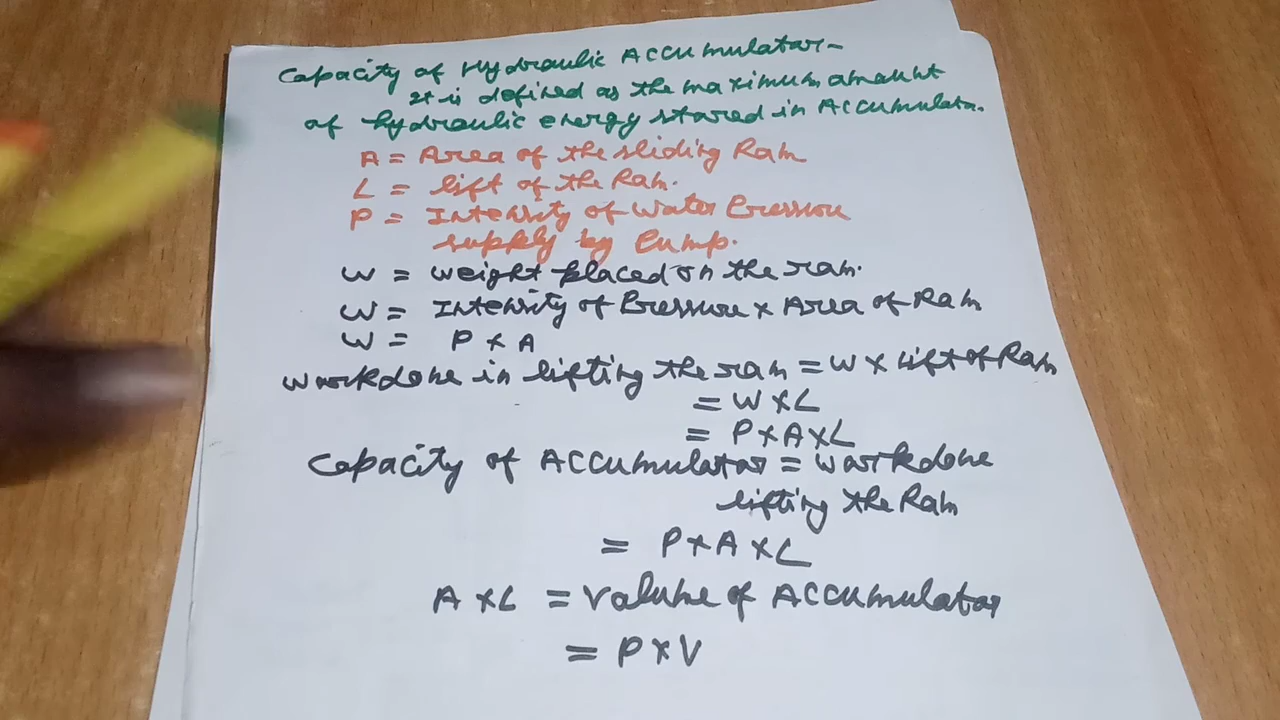 Capacity of Hydraulic Accumulator-
It is defined as the maximum amount
of hydraulic energy stored in Accumulator.
A = Area of the sliding Ram
L = lift of the Ram.
P = Intensity of Water Pressure
supply by Pump.
W = weight placed on the ram.
W = Intensity of Pressure × Area of Ram
W = P × A
Workdone in lifting the ram = W × Lift of Ram
= W × L
= P × A × L
Capacity of Accumulator = workdone
lifting the Ram
= P × A × L
A × L = Volume of Accumulator
= P × V